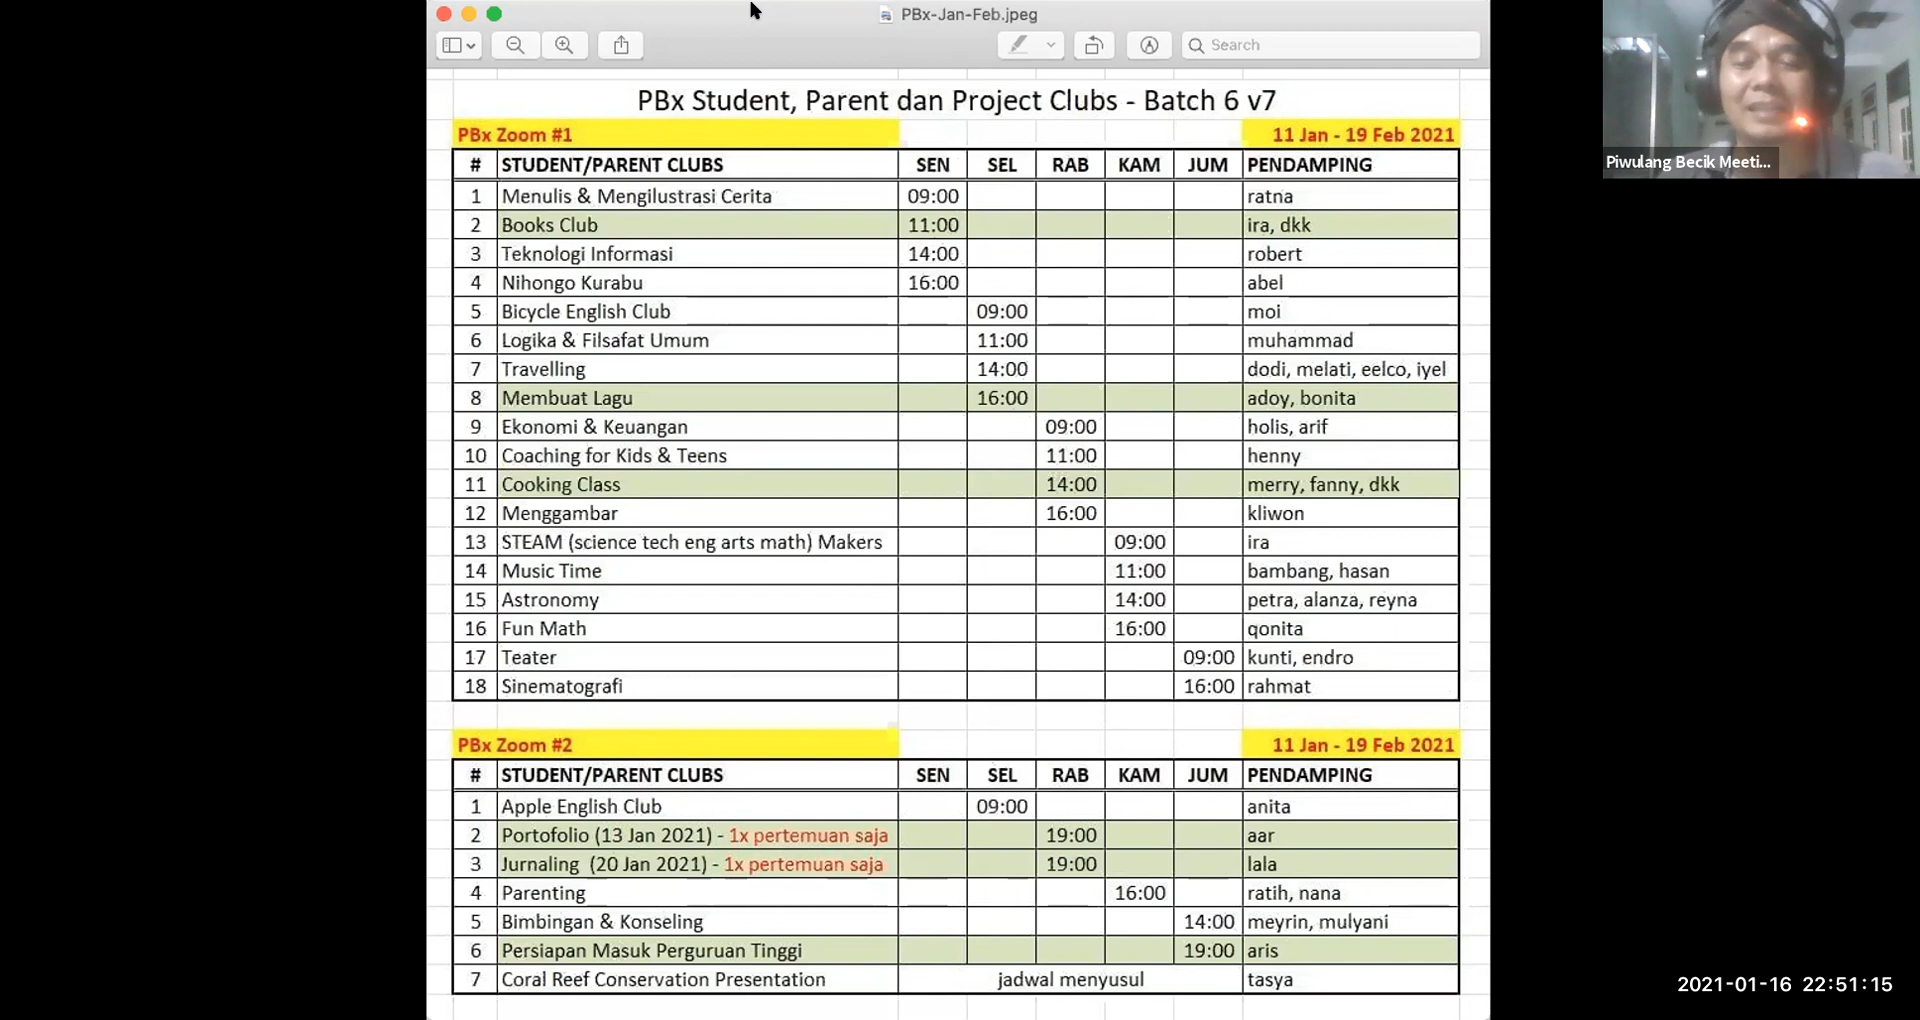 PBx-Jan-Feb.jpeg
Search
PBx Student, Parent dan Project Clubs - Batch 6 v7
PBx Zoom #1 11 Jan - 19 Feb 2021
# STUDENT/PARENT CLUBS SEN SEL RAB KAM JUM PENDAMPING
1 Menulis & Mengilustrasi Cerita 09:00 ratna
2 Books Club 11:00 ira, dkk
3 Teknologi Informasi 14:00 robert
4 Nihongo Kurabu 16:00 abel
5 Bicycle English Club 09:00 moi
6 Logika & Filsafat Umum 11:00 muhammad
7 Travelling 14:00 dodi, melati, eelco, iyel
8 Membuat Lagu 16:00 adoy, bonita
9 Ekonomi & Keuangan 09:00 holis, arif
10 Coaching for Kids & Teens 11:00 henny
11 Cooking Class 14:00 merry, fanny, dkk
12 Menggambar 16:00 kliwon
13 STEAM (science tech eng arts math) Makers 09:00 ira
14 Music Time 11:00 bambang, hasan
15 Astronomy 14:00 petra, alanza, reyna
16 Fun Math 16:00 qonita
17 Teater 09:00 kunti, endro
18 Sinematografi 16:00 rahmat
PBx Zoom #2 11 Jan - 19 Feb 2021
# STUDENT/PARENT CLUBS SEN SEL RAB KAM JUM PENDAMPING
1 Apple English Club 09:00 anita
2 Portofolio (13 Jan 2021) - 1x pertemuan saja 19:00 aar
3 Jurnaling (20 Jan 2021) - 1x pertemuan saja 19:00 lala
4 Parenting 16:00 ratih, nana
5 Bimbingan & Konseling 14:00 meyrin, mulyani
6 Persiapan Masuk Perguruan Tinggi 19:00 aris
7 Coral Reef Conservation Presentation jadwal menyusul tasya
Piwulang Becik Meeti...
2021-01-16 22:51:15